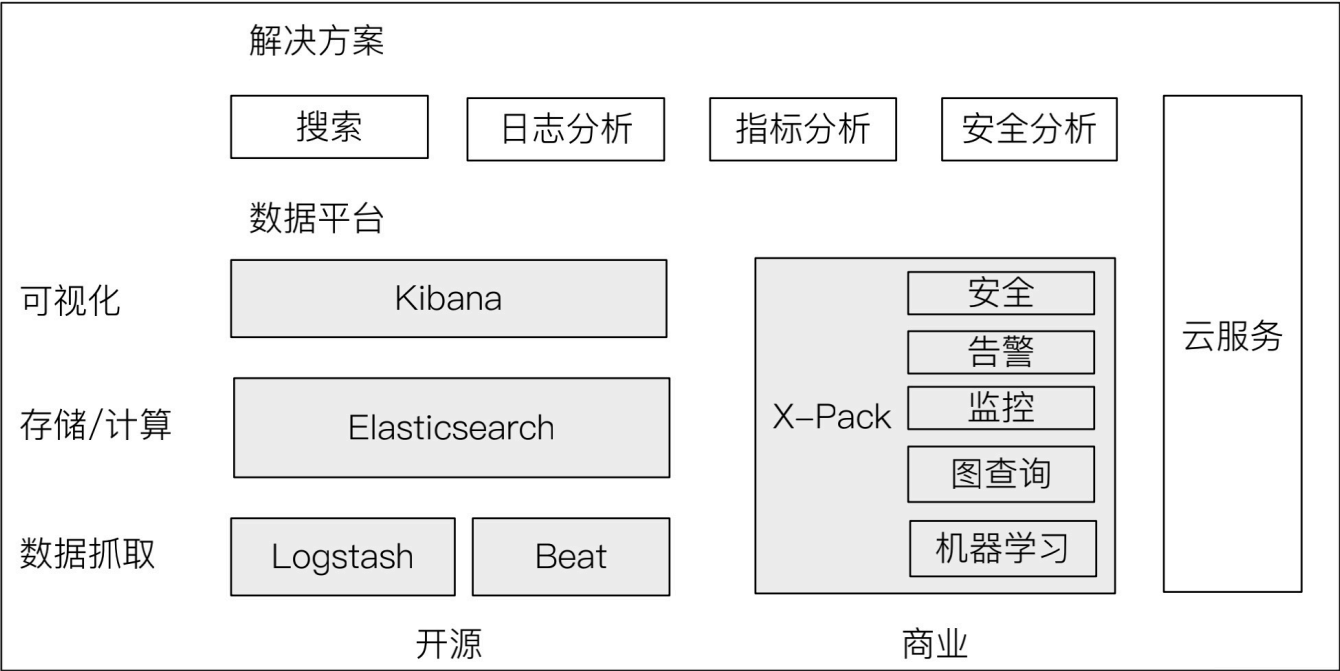 解决方案
搜索
日志分析
指标分析
安全分析
数据平台
可视化
Kibana
存储/计算
Elasticsearch
数据抓取
Logstash
Beat
X-Pack
安全
告警
监控
图查询
机器学习
云服务
开源
商业